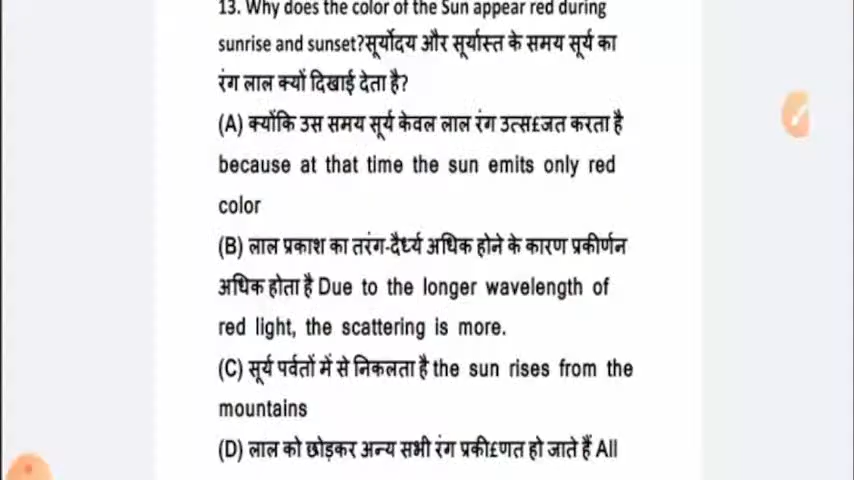 13. Why does the color of the Sun appear red during
sunrise and sunset?सूर्योदय और सूर्यास्त के समय सूर्य का
रंग लाल क्यों दिखाई देता है?
(A) क्योंकि उस समय सूर्य केवल लाल रंग उत्स£जत करता है
because at that time the sun emits only red
color
(B) लाल प्रकाश का तरंग-दैर्ध्य अधिक होने के कारण प्रकीर्णन
अधिक होता है Due to the longer wavelength of
red light, the scattering is more.
(C) सूर्य पर्वतों में से निकलता है the sun rises from the
mountains
(D) लाल को छोड़कर अन्य सभी रंग प्रकी£णत हो जाते हैं All